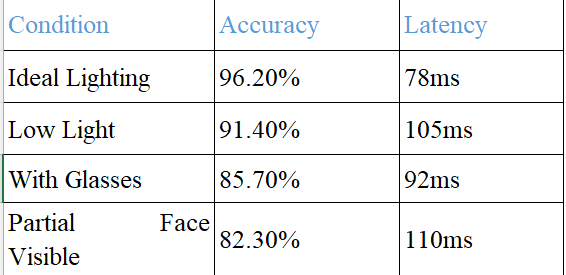 Condition Accuracy Latency
Ideal Lighting 96.20% 78ms
Low Light 91.40% 105ms
With Glasses 85.70% 92ms
Partial Face
Visible 82.30% 110ms